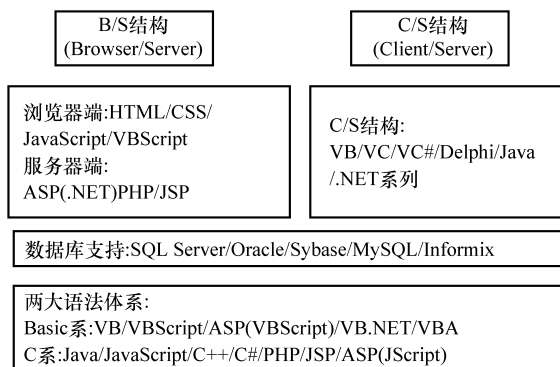 B/S结构
(Browser/Server)
C/S结构
(Client/Server)
浏览器端:HTML/CSS/
JavaScript/VBScript
服务器端:
ASP(.NET)PHP/JSP
C/S结构:
VB/VC/VC#/Delphi/Java
/.NET系列
数据库支持:SQL Server/Oracle/Sybase/MySQL/Informix
两大语法体系:
Basic系:VB/VBScript/ASP(VBScript)/VB.NET/VBA
C系:Java/JavaScript/C++/C#/PHP/JSP/ASP(JScript)